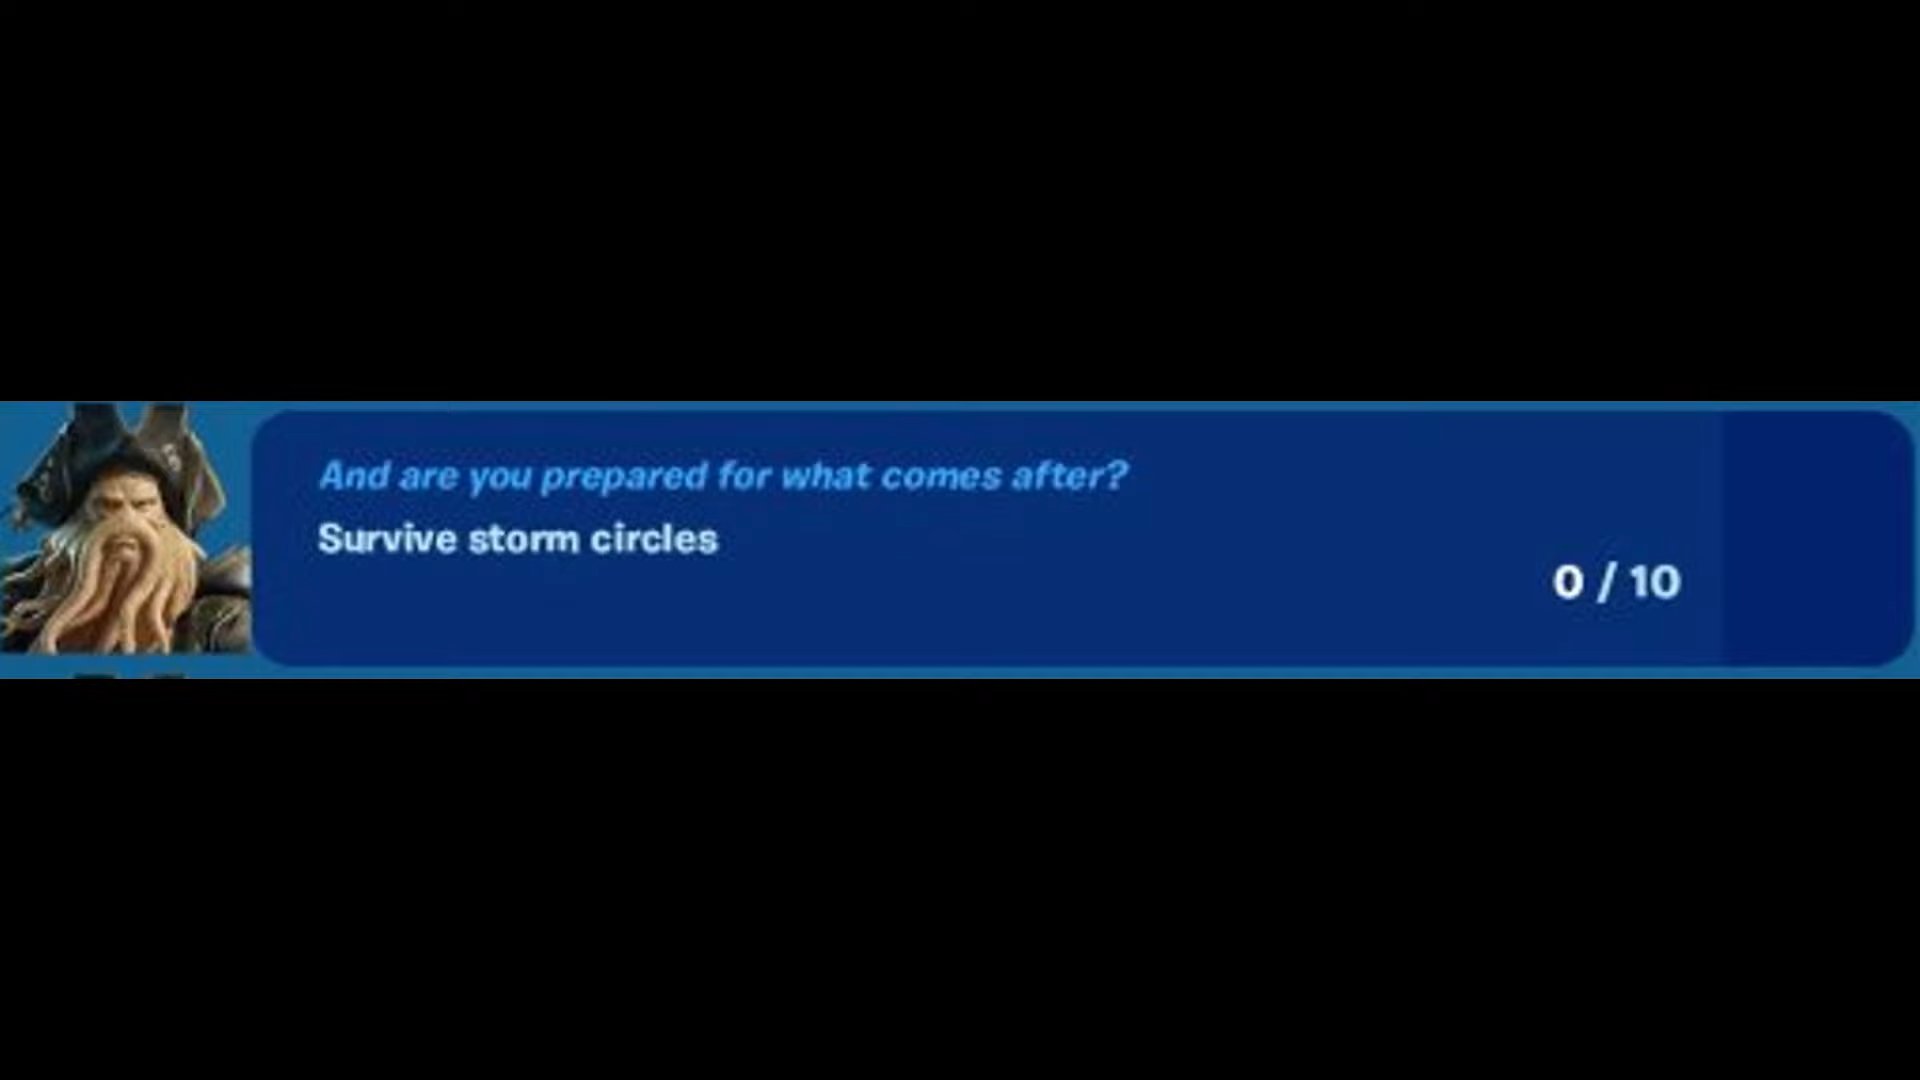 And are you prepared for what comes after?
Survive storm circles
0 / 10